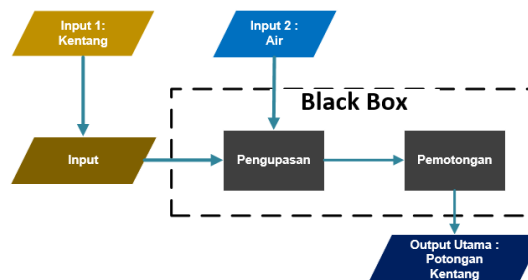 Input 1:
Kentang
Input 2 :
Air
Black Box
Input
Pengupasan
Pemotongan
Output Utama :
Potongan
Kentang